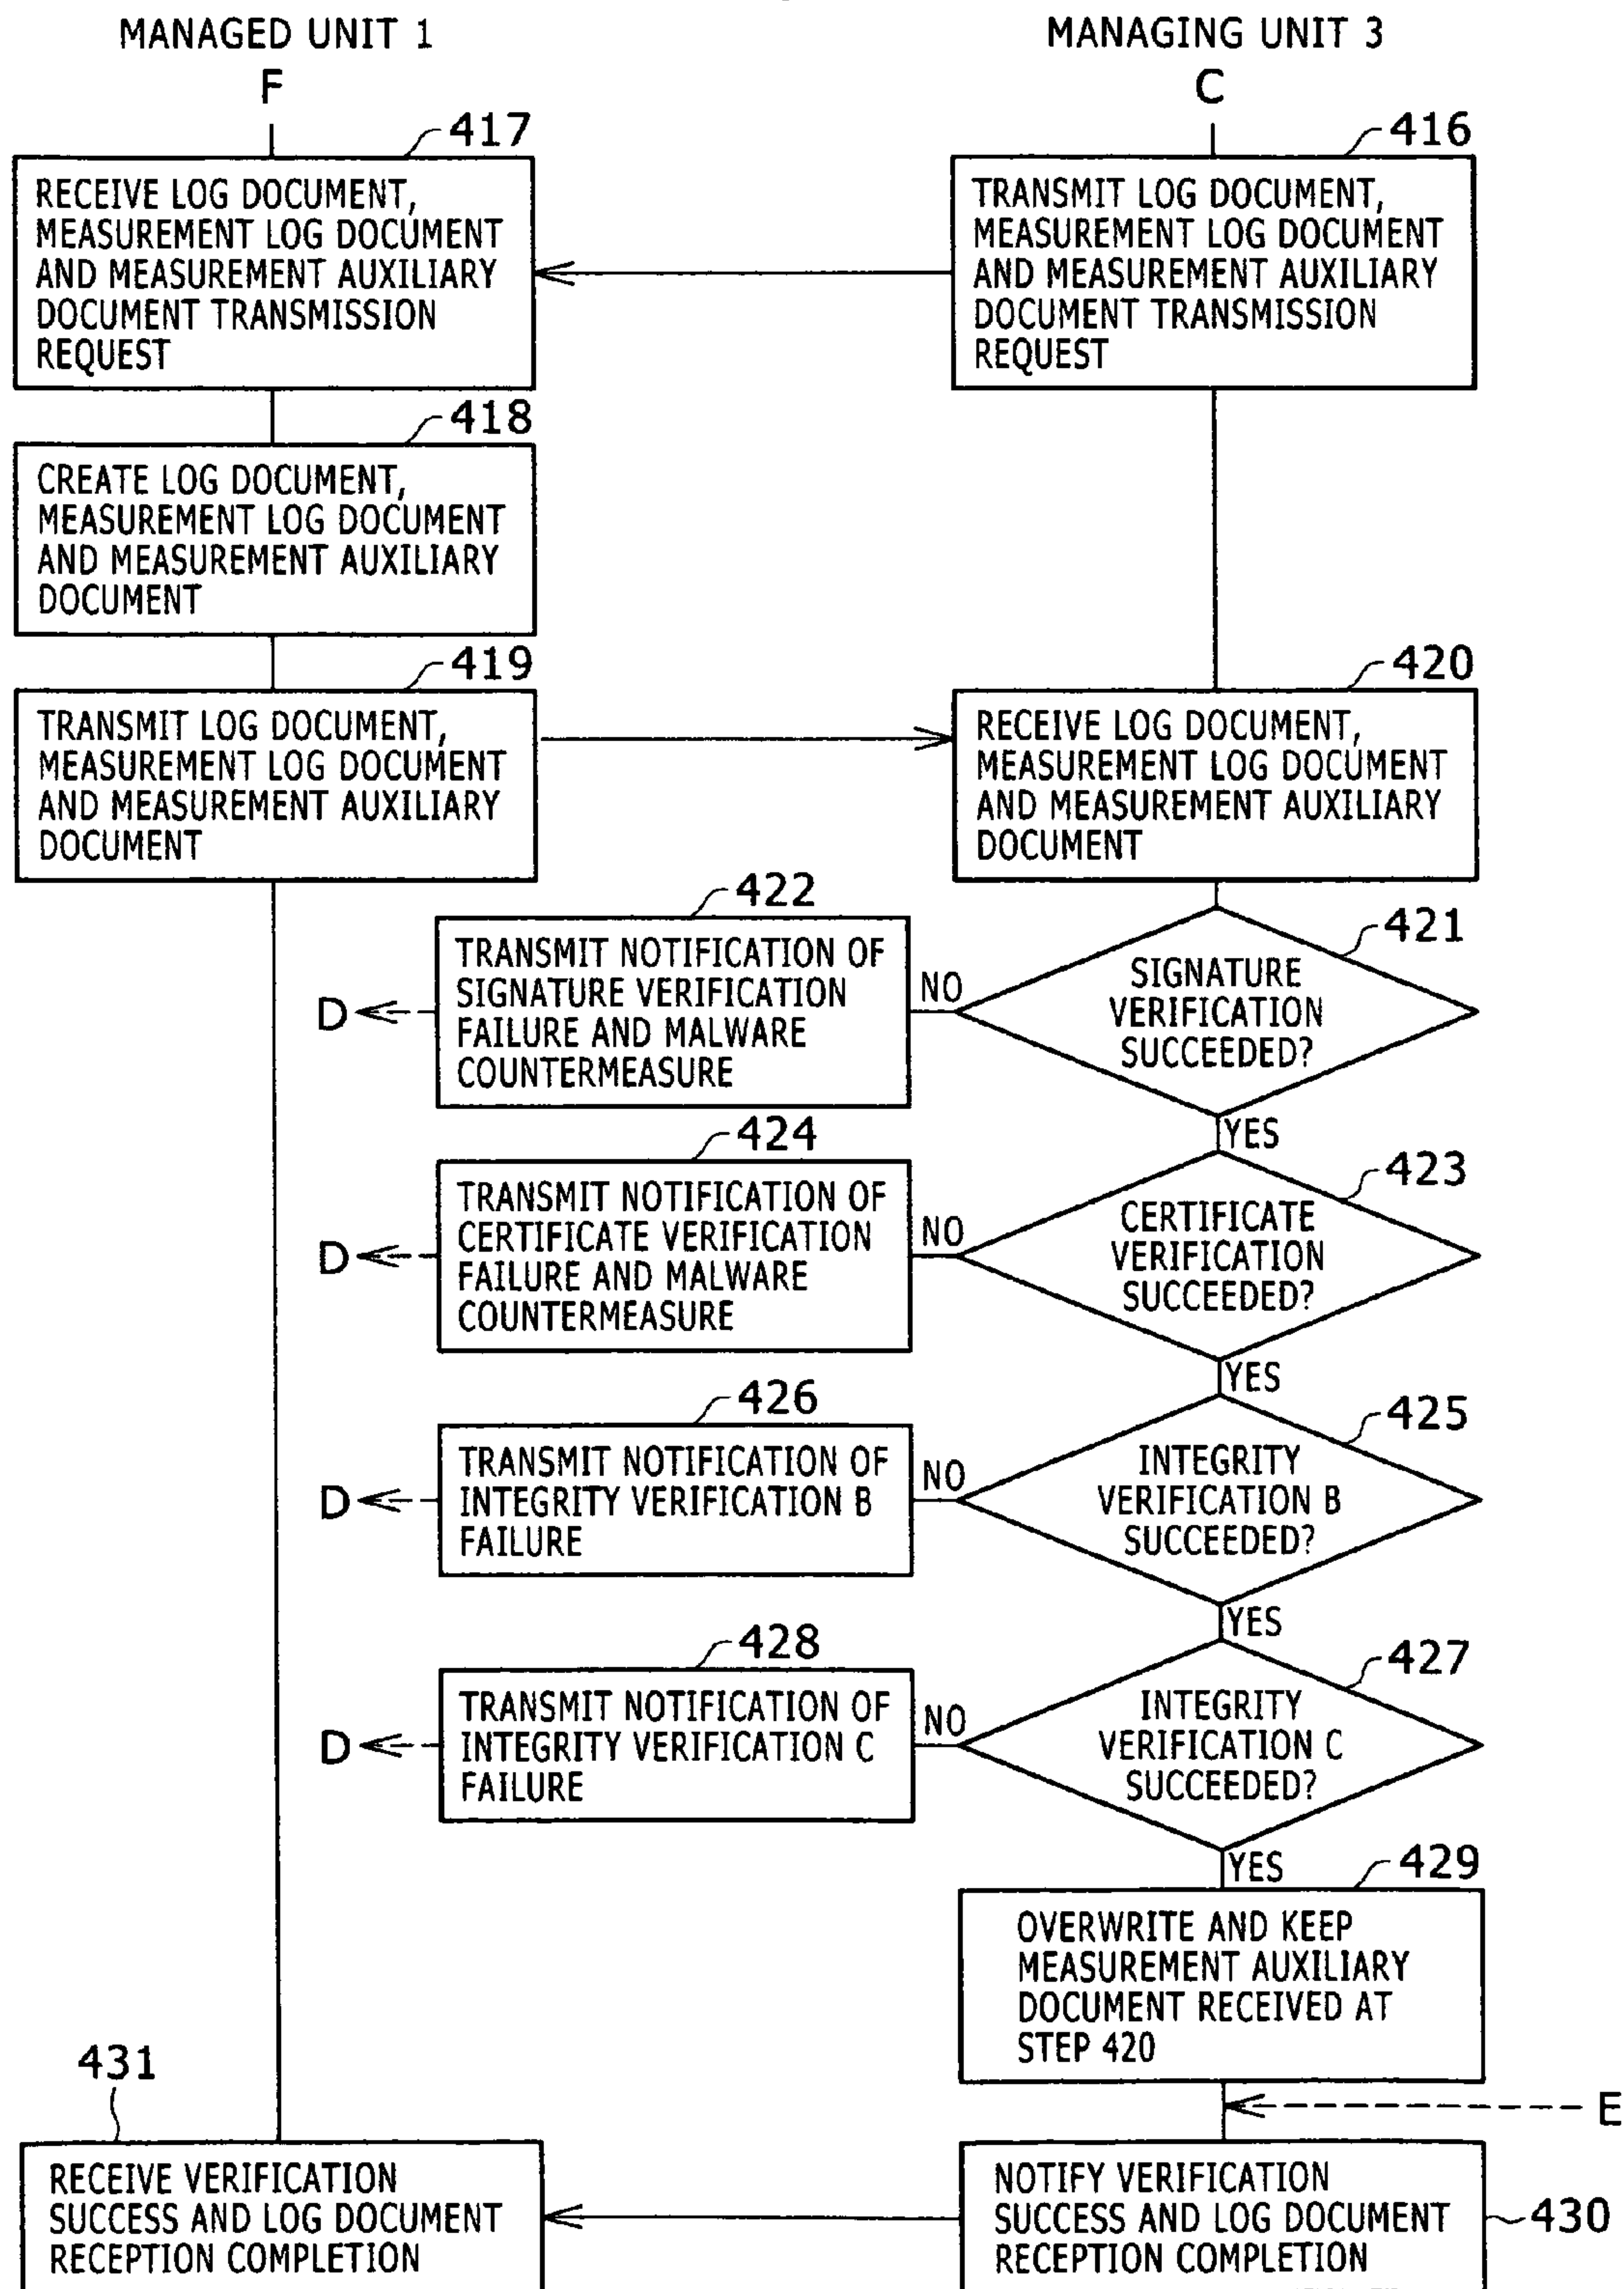 MANAGED UNIT 1
MANAGING UNIT 3
F
C
417
416
RECEIVE LOG DOCUMENT,
MEASUREMENT LOG DOCUMENT
AND MEASUREMENT AUXILIARY
DOCUMENT TRANSMISSION
REQUEST
TRANSMIT LOG DOCUMENT,
MEASUREMENT LOG DOCUMENT
AND MEASUREMENT AUXILIARY
DOCUMENT TRANSMISSION
REQUEST
418
CREATE LOG DOCUMENT,
MEASUREMENT LOG DOCUMENT
AND MEASUREMENT AUXILIARY
DOCUMENT
419
420
TRANSMIT LOG DOCUMENT,
MEASUREMENT LOG DOCUMENT
AND MEASUREMENT AUXILIARY
DOCUMENT
RECEIVE LOG DOCUMENT,
MEASUREMENT LOG DOCUMENT
AND MEASUREMENT AUXILIARY
DOCUMENT
422
421
TRANSMIT NOTIFICATION OF
SIGNATURE VERIFICATION
FAILURE AND MALWARE
COUNTERMEASURE
D
NO
SIGNATURE
VERIFICATION
SUCCEEDED?
YES
424
423
TRANSMIT NOTIFICATION OF
CERTIFICATE VERIFICATION
FAILURE AND MALWARE
COUNTERMEASURE
D
NO
CERTIFICATE
VERIFICATION
SUCCEEDED?
YES
426
425
TRANSMIT NOTIFICATION OF
INTEGRITY VERIFICATION B
FAILURE
D
NO
INTEGRITY
VERIFICATION B
SUCCEEDED?
YES
428
427
TRANSMIT NOTIFICATION OF
INTEGRITY VERIFICATION C
FAILURE
D
NO
INTEGRITY
VERIFICATION C
SUCCEEDED?
YES
429
OVERWRITE AND KEEP
MEASUREMENT AUXILIARY
DOCUMENT RECEIVED AT
STEP 420
E
431
RECEIVE VERIFICATION
SUCCESS AND LOG DOCUMENT
RECEPTION COMPLETION
NOTIFY VERIFICATION
SUCCESS AND LOG DOCUMENT
RECEPTION COMPLETION
430